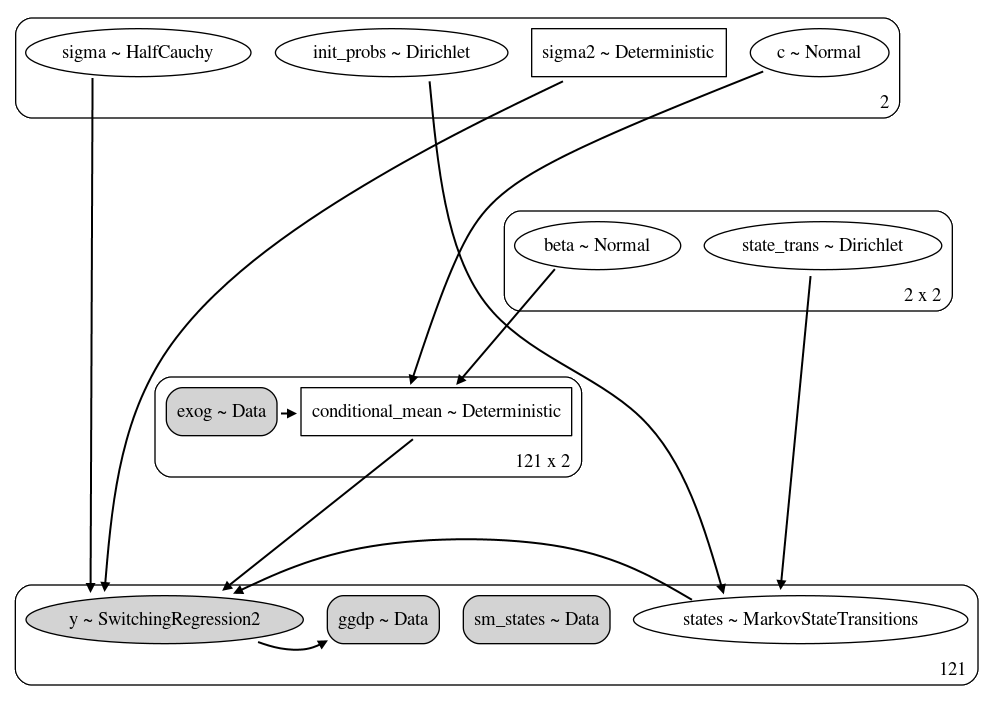 sigma ~ HalfCauchy
init_probs ~ Dirichlet
sigma2 ~ Deterministic
c ~ Normal
2
beta ~ Normal
state_trans ~ Dirichlet
2 x 2
exog ~ Data
conditional_mean ~ Deterministic
121 x 2
y ~ SwitchingRegression2
ggdp ~ Data
sm_states ~ Data
states ~ MarkovStateTransitions
121